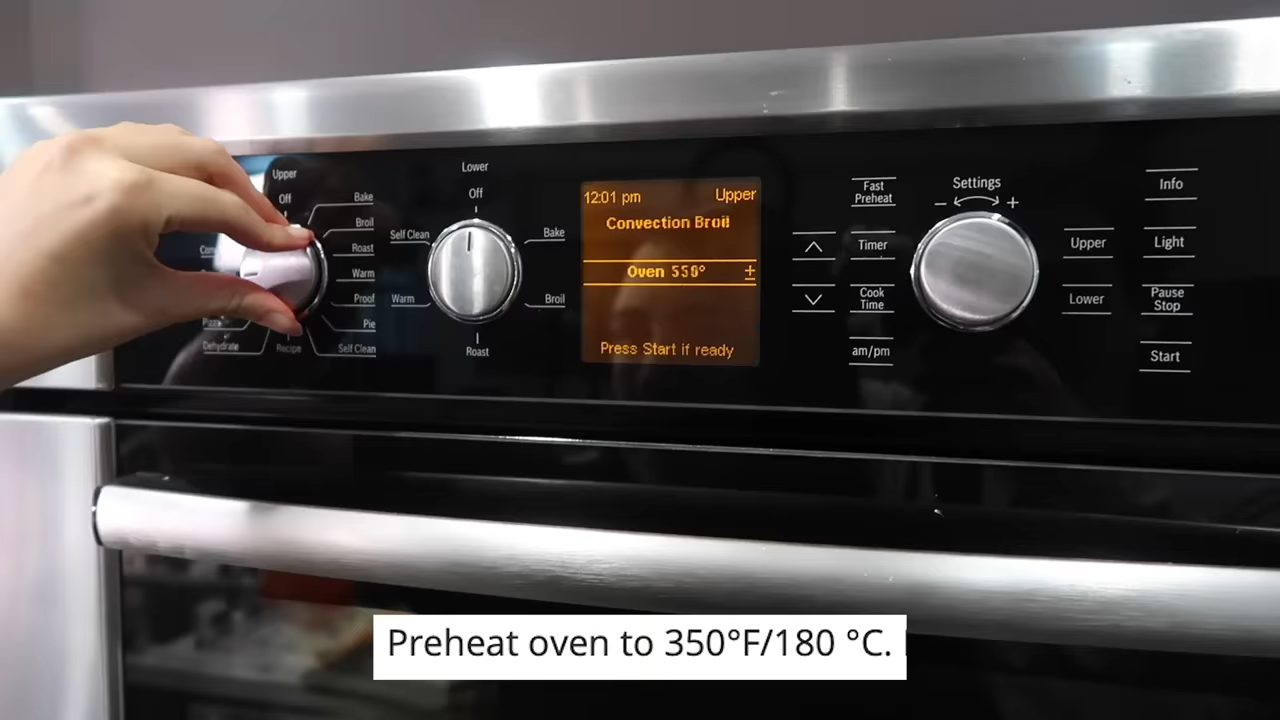 Upper
Off
Bake
Broil
Roast
Warm
Proof
Pie
Self Clean
Recipe
Dehydrate
Lower
Off
Self Clean
Bake
Warm
Broil
Roast
12:01 pm Upper
Convection Broil
Oven 550° ±
Press Start if ready
Fast
Preheat
Timer
Cook
Time
am/pm
Settings
− +
Upper
Lower
Info
Light
Pause
Stop
Start
Preheat oven to 350°F/180 °C.